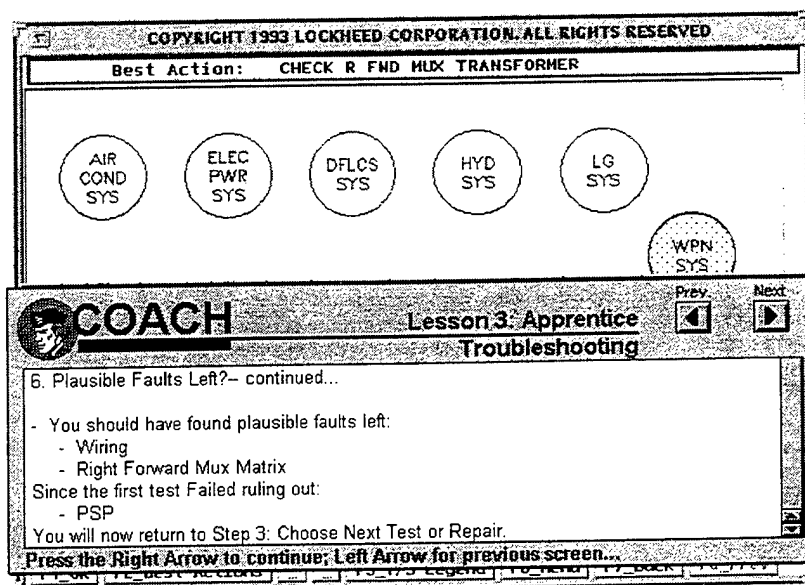 COPYRIGHT 1993 LOCKHEED CORPORATION. ALL RIGHTS RESERVED
Best Action: CHECK R FWD MUX TRANSFORMER
AIR
COND
SYS
ELEC
PWR
SYS
DFLCS
SYS
HYD
SYS
LG
SYS
WPN
SYS
COACH
Lesson 3: Apprentice
Troubleshooting
Prev
Next
6. Plausible Faults Left?– continued...
- You should have found plausible faults left:
- Wiring
- Right Forward Mux Matrix
Since the first test Failed ruling out:
- PSP
You will now return to Step 3: Choose Next Test or Repair.
Press the Right Arrow to continue; Left Arrow for previous screen...